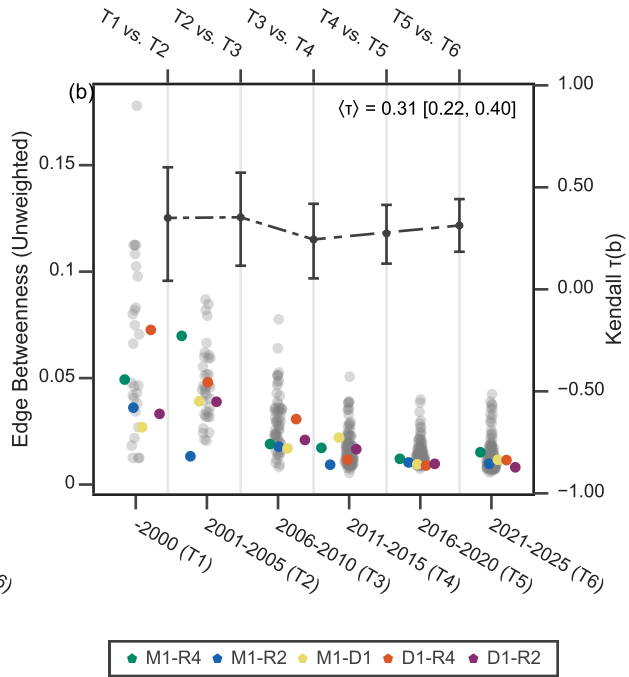 T1 vs. T2
T2 vs. T3
T3 vs. T4
T4 vs. T5
T5 vs. T6
(b)
⟨τ⟩ = 0.31 [0.22, 0.40]
Edge Betweenness (Unweighted)
0.15
0.1
0.05
0
1.00
0.50
0.00
−0.50
−1.00
Kendall τ(b)
-2000 (T1)
2001-2005 (T2)
2006-2010 (T3)
2011-2015 (T4)
2016-2020 (T5)
2021-2025 (T6)
M1-R4 M1-R2 M1-D1 D1-R4 D1-R2